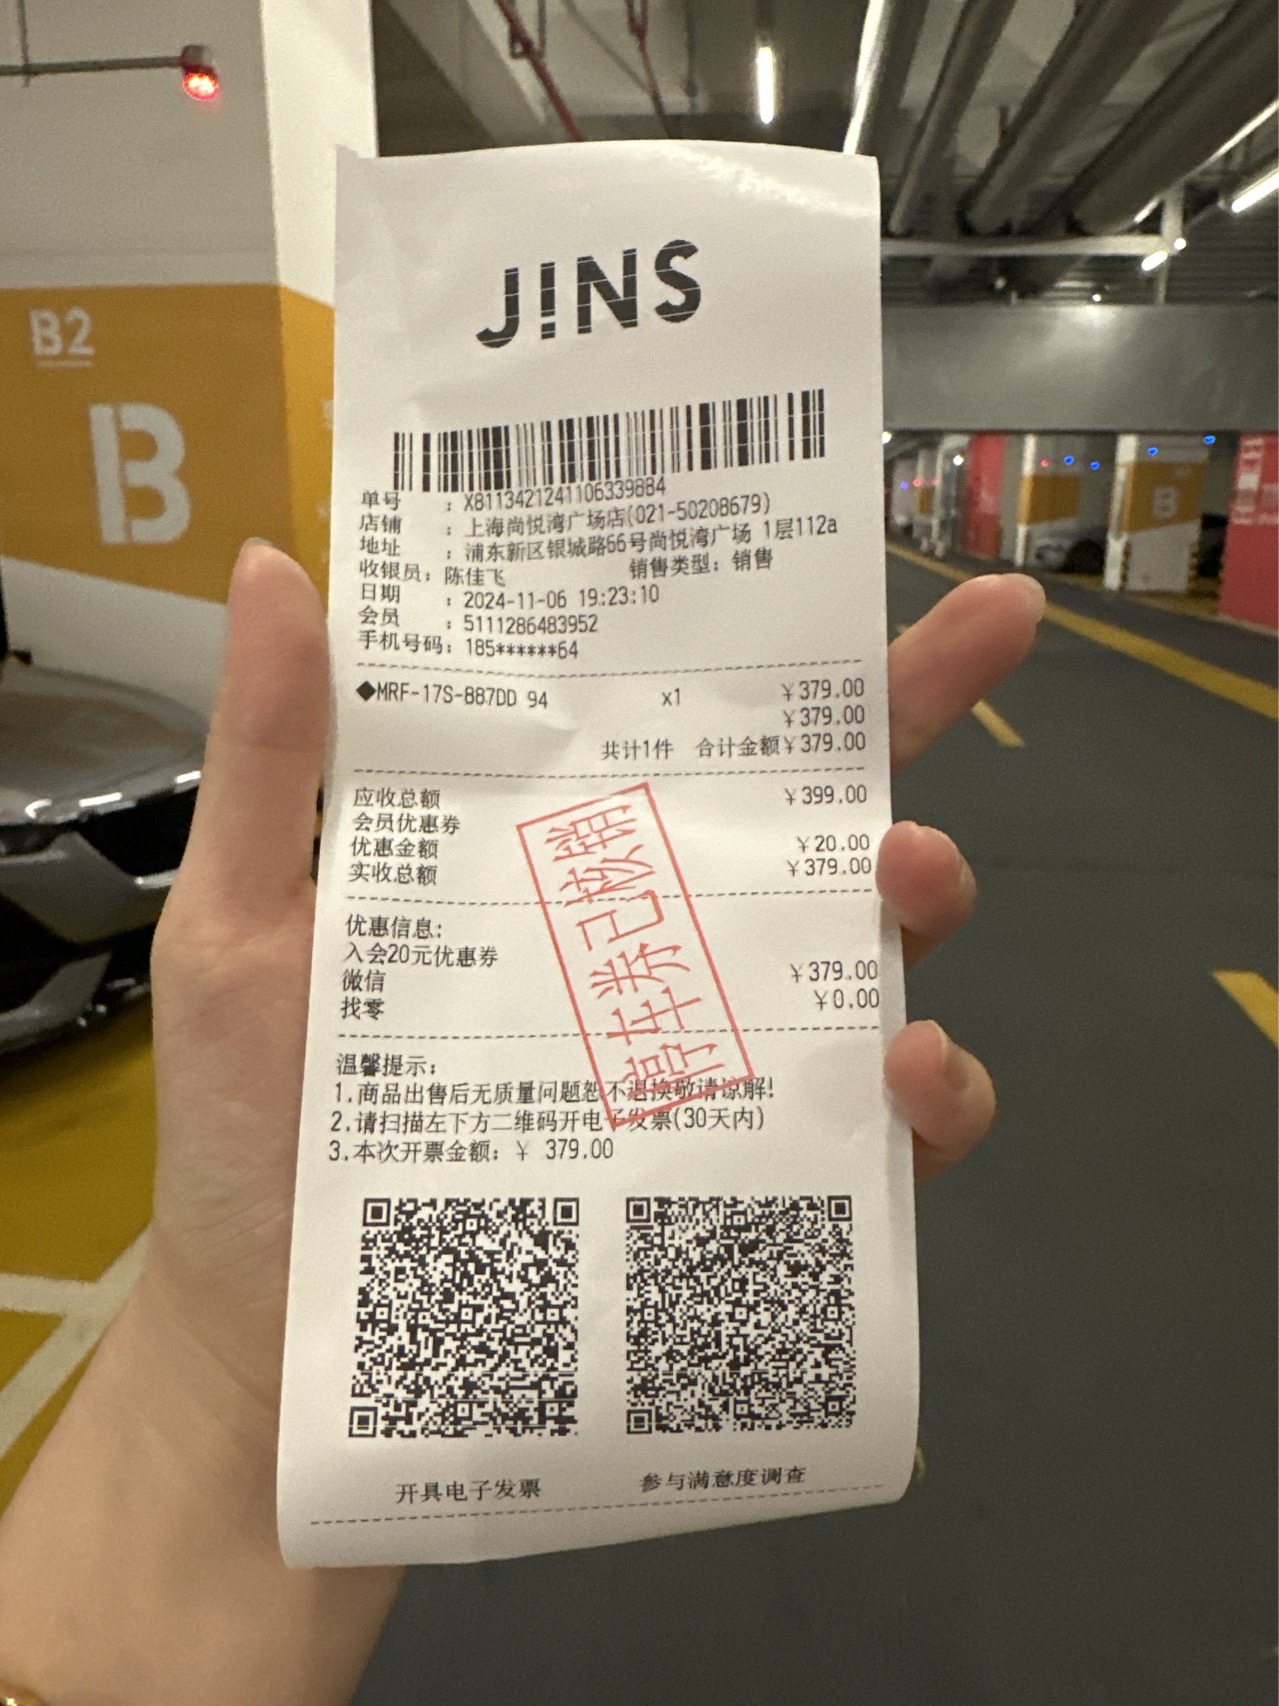 B2
B
JINS
单号 : X8113421241106339884
店铺 : 上海尚悦湾广场店(021-50208679)
地址 : 浦东新区银城路66号尚悦湾广场 1层112a
收银员: 陈佳飞 销售类型: 销售
日期 : 2024-11-06 19:23:10
会员 : 5111286483952
手机号码: 185******64
◆MRF-17S-887DD 94 x1 ￥379.00
￥379.00
共计1件 合计金额￥379.00
应收总额 ￥399.00
会员优惠券
优惠金额 ￥20.00
实收总额 ￥379.00
停车券已核销
优惠信息:
入会20元优惠券
微信 ￥379.00
找零 ￥0.00
温馨提示:
1.商品出售后无质量问题恕不退换敬请谅解!
2.请扫描左下方二维码开电子发票(30天内)
3.本次开票金额: ￥ 379.00
开具电子发票 参与满意度调查
B